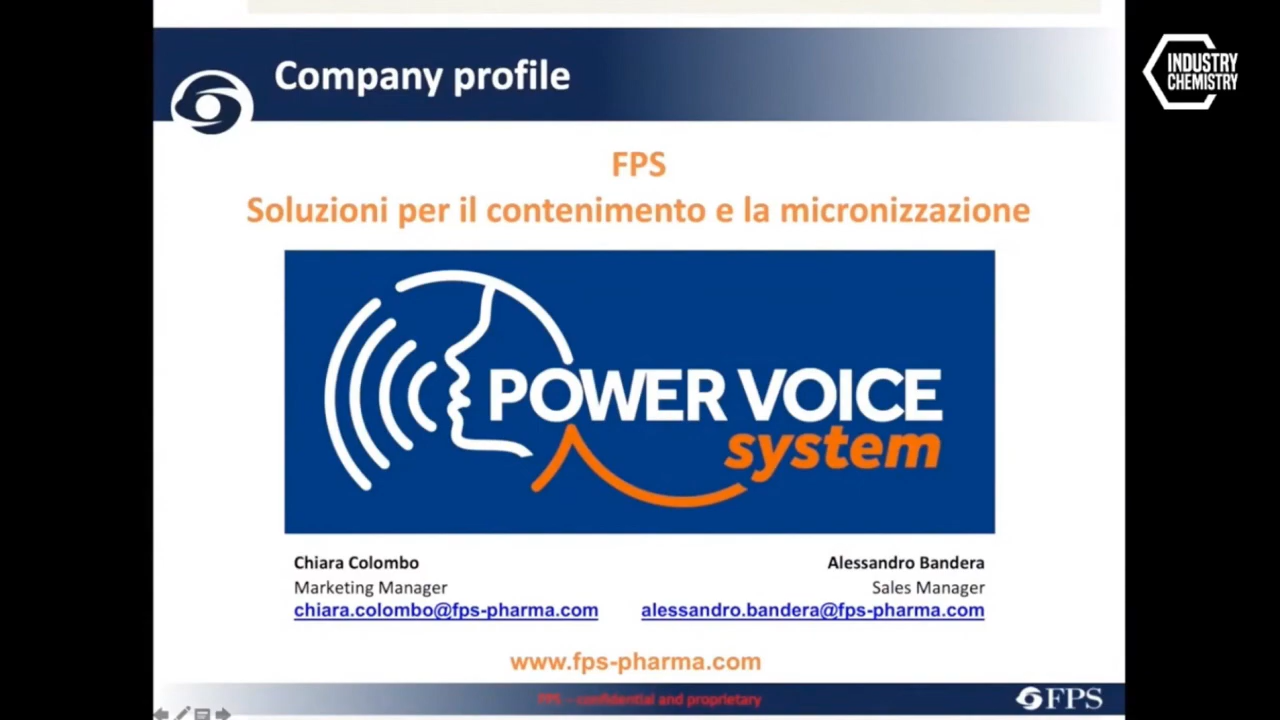 Company profile
INDUSTRY
CHEMISTRY
FPS
Soluzioni per il contenimento e la micronizzazione
POWER VOICE
system
Chiara Colombo
Marketing Manager
chiara.colombo@fps-pharma.com
Alessandro Bandera
Sales Manager
alessandro.bandera@fps-pharma.com
www.fps-pharma.com
FPS - confidential and proprietary
FPS